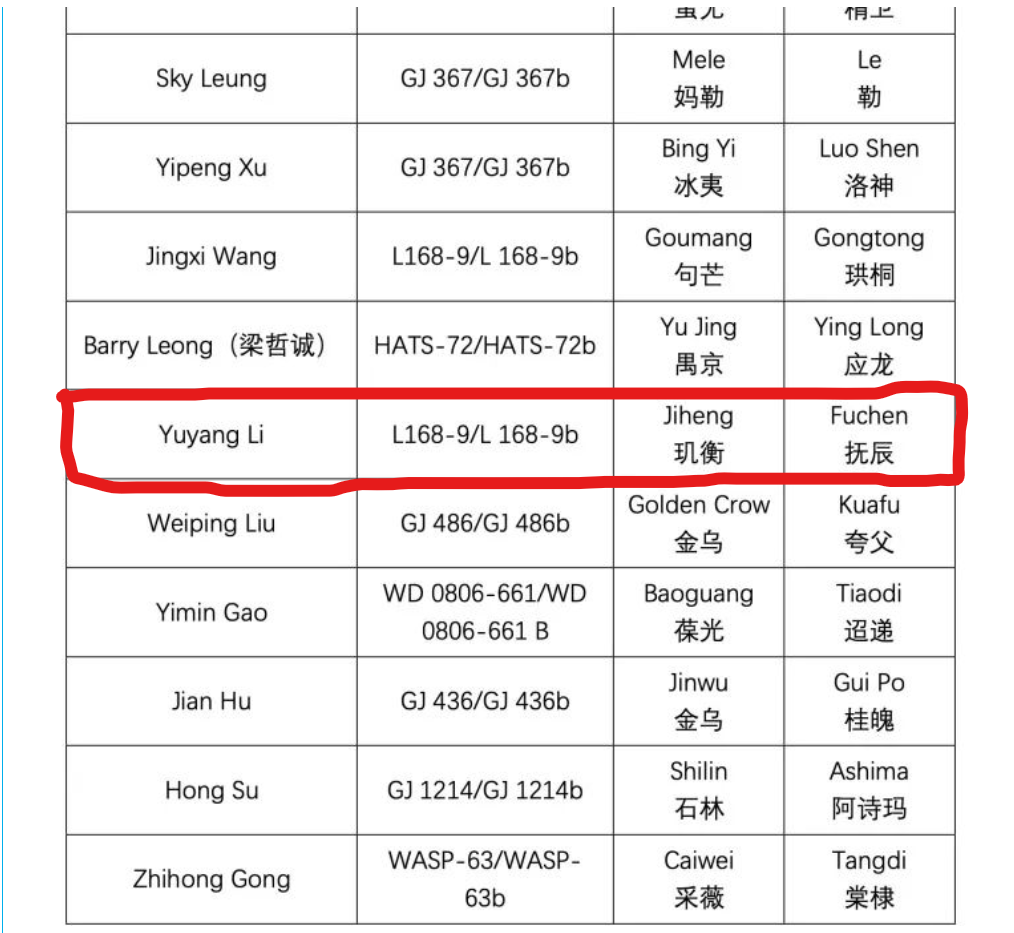 Sky Leung
GJ 367/GJ 367b
Mele
妈勒
Le
勒
Yipeng Xu
GJ 367/GJ 367b
Bing Yi
冰夷
Luo Shen
洛神
Jingxi Wang
L168-9/L 168-9b
Goumang
句芒
Gongtong
珙桐
Barry Leong（梁哲诚）
HATS-72/HATS-72b
Yu Jing
禺京
Ying Long
应龙
Yuyang Li
L168-9/L 168-9b
Jiheng
玑衡
Fuchen
抚辰
Weiping Liu
GJ 486/GJ 486b
Golden Crow
金乌
Kuafu
夸父
Yimin Gao
WD 0806-661/WD
0806-661 B
Baoguang
葆光
Tiaodi
迢递
Jian Hu
GJ 436/GJ 436b
Jinwu
金乌
Gui Po
桂魄
Hong Su
GJ 1214/GJ 1214b
Shilin
石林
Ashima
阿诗玛
Zhihong Gong
WASP-63/WASP-
63b
Caiwei
采薇
Tangdi
棠棣